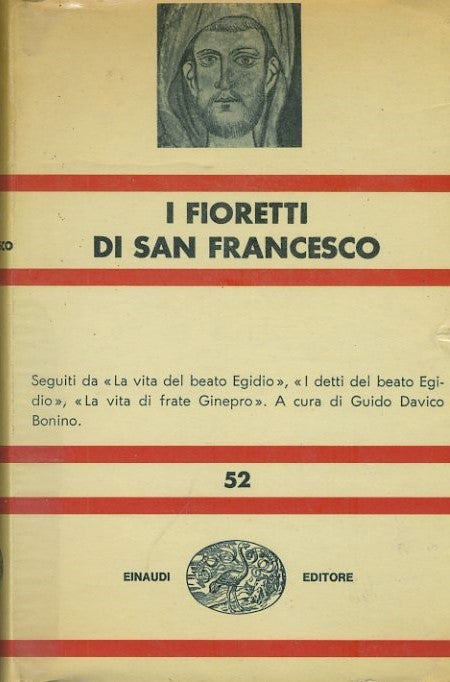 I FIORETTI
DI SAN FRANCESCO
Seguiti da «La vita del beato Egidio», «I detti del beato Egi-
dio», «La vita di frate Ginepro». A cura di Guido Davico
Bonino.
52
EINAUDI EDITORE